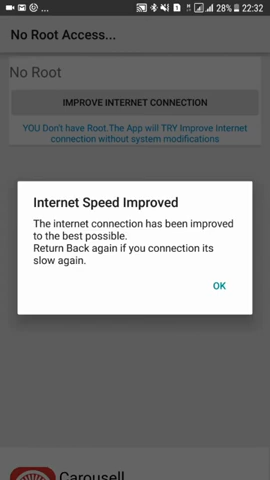 28% 22:32
No Root Access...
No Root
IMPROVE INTERNET CONNECTION
YOU Don't have Root.The App will TRY Improve Internet
connection without system modifications
Internet Speed Improved
The internet connection has been improved
to the best possible.
Return Back again if you connection its
slow again.
OK
Carousell